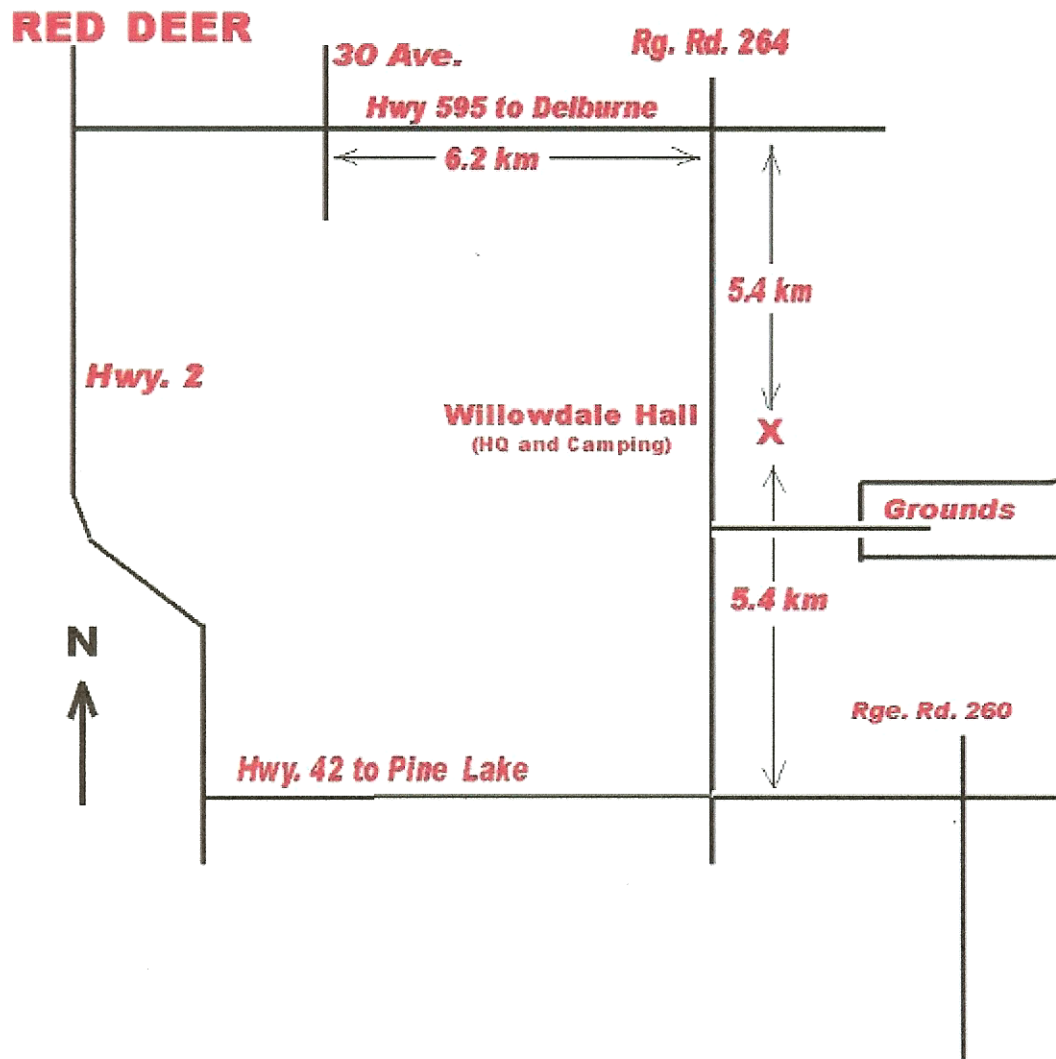 RED DEER
30 Ave.
Rg. Rd. 264
Hwy 595 to Delburne
6.2 km
5.4 km
Hwy. 2
Willowdale Hall
(HQ and Camping)
X
Grounds
5.4 km
N
Rge. Rd. 260
Hwy. 42 to Pine Lake